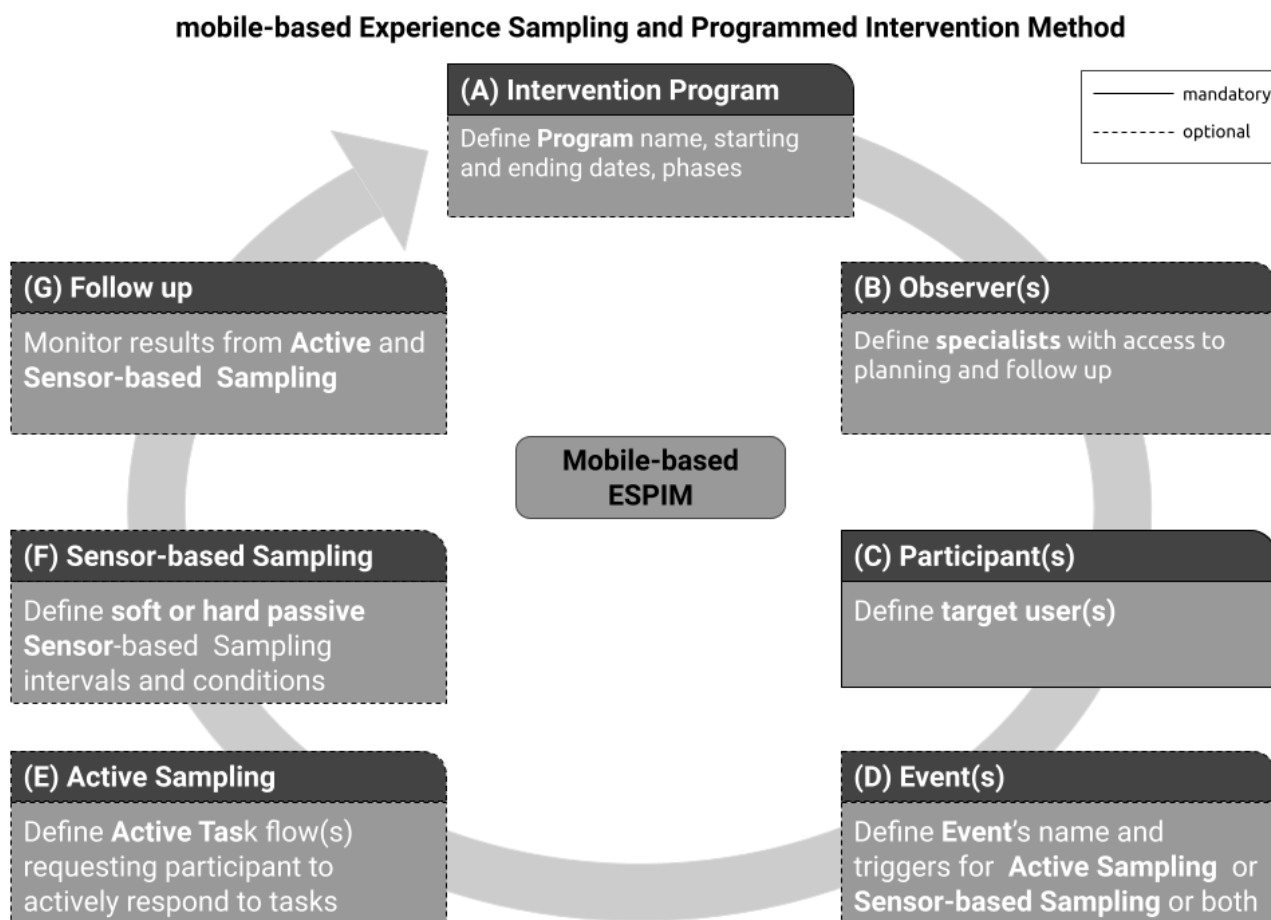 mobile-based Experience Sampling and Programmed Intervention Method
(A) Intervention Program
Define Program name, starting
and ending dates, phases
mandatory
optional
(B) Observer(s)
Define specialists with access to
planning and follow up
(C) Participant(s)
Define target user(s)
(D) Event(s)
Define Event's name and
triggers for Active Sampling or
Sensor-based Sampling or both
(E) Active Sampling
Define Active Task flow(s)
requesting participant to
actively respond to tasks
(F) Sensor-based Sampling
Define soft or hard passive
Sensor-based Sampling
intervals and conditions
(G) Follow up
Monitor results from Active and
Sensor-based Sampling
Mobile-based
ESPIM